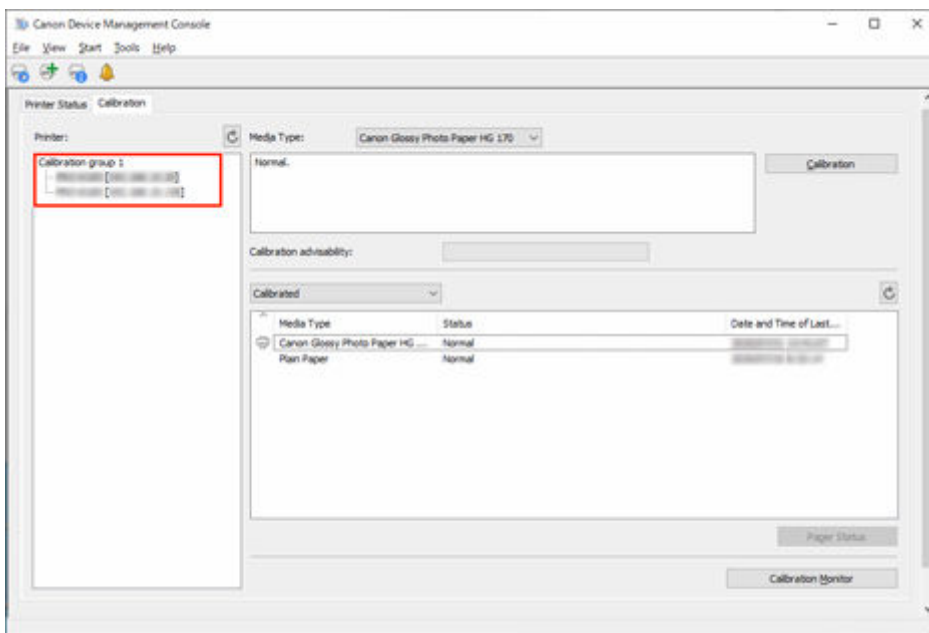 Canon Device Management Console
File View Start Tools Help
Printer Status Calibration
Printer: Media Type: Canon Glossy Photo Paper HG 170
Calibration group 1
Normal.
Calibration
Calibration advisability:
Calibrated
Media Type Status Date and Time of Last....
Canon Glossy Photo Paper HG .... Normal
Plain Paper Normal
Paper Status
Calibration Monitor